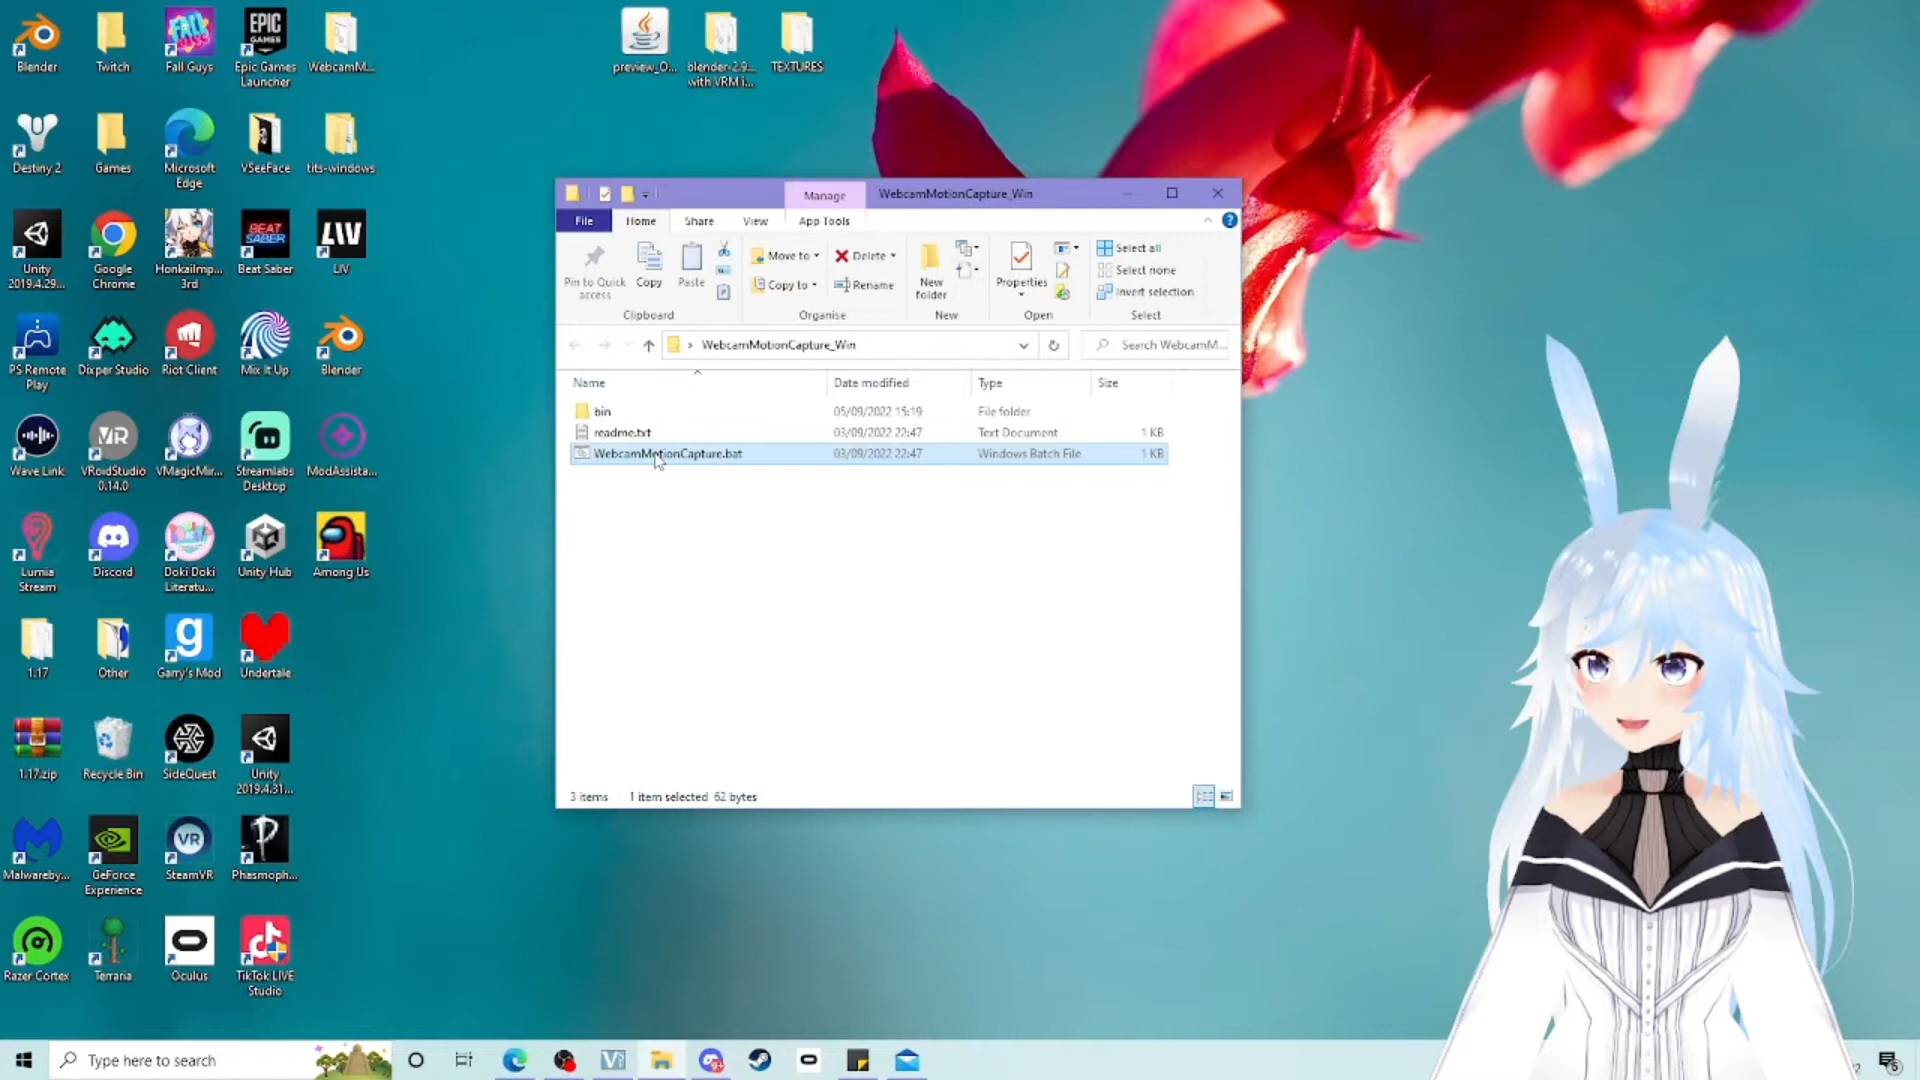 Blender
Twitch
Fall Guys
Epic Games
Launcher
WebcamM...
preview_O...
blender-2.9...
with VRM i...
TEXTURES
Destiny 2
Games
Microsoft
Edge
VSeeFace
tits-windows
Unity
2019.4.29...
Google
Chrome
HonkaiImp...
3rd
Beat Saber
LIV
PS Remote
Play
Dixper Studio
Riot Client
Mix It Up
Blender
Wave Link
VRoidStudio
0.14.0
VMagicMir...
Streamlabs
Desktop
ModAssista...
Lumia
Stream
Discord
Doki Doki
Literatu...
Unity Hub
Among Us
1.17
Other
Garry's Mod
Undertale
1.17.zip
Recycle Bin
SideQuest
Unity
2019.4.31...
Malwareby...
GeForce
Experience
SteamVR
Phasmoph...
Razer Cortex
Terraria
Oculus
TikTok LIVE
Studio
Manage
WebcamMotionCapture_Win
File
Home
Share
View
App Tools
Pin to Quick
access
Copy
Paste
Move to
Copy to
Delete
Rename
New
folder
Properties
Select all
Select none
Invert selection
Clipboard
Organise
New
Open
Select
WebcamMotionCapture_Win
Search WebcamM...
Name
Date modified
Type
Size
bin 05/09/2022 15:19 File folder
readme.txt 03/09/2022 22:47 Text Document 1 KB
WebcamMotionCapture.bat 03/09/2022 22:47 Windows Batch File 1 KB
3 items 1 item selected 62 bytes
Type here to search